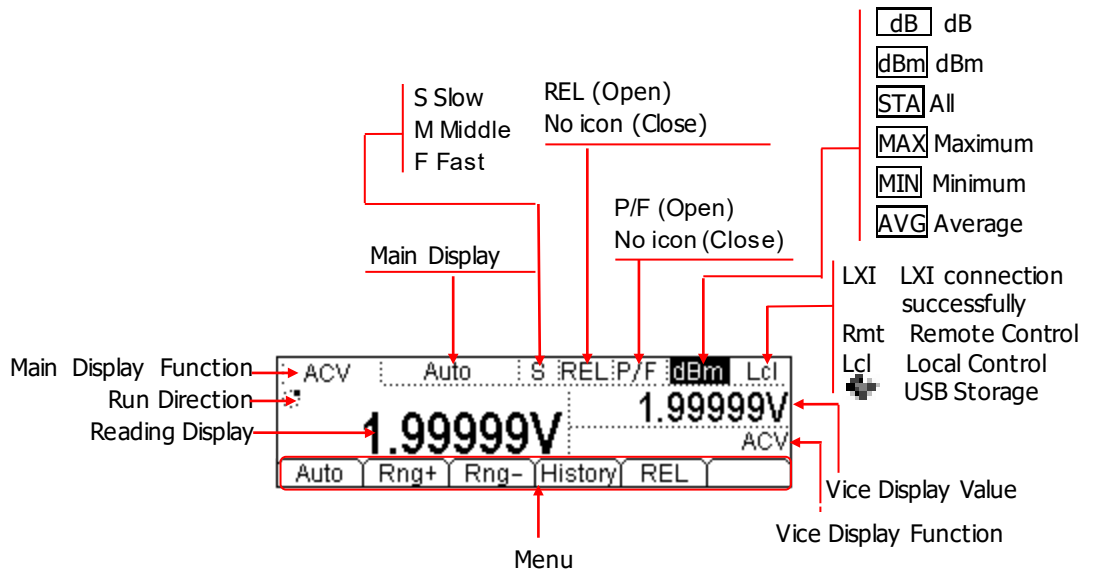 dB dB
dBm dBm
STA All
MAX Maximum
MIN Minimum
AVG Average
S Slow
M Middle
F Fast
REL (Open)
No icon (Close)
P/F (Open)
No icon (Close)
Main Display
LXI LXI connection
successfully
Rmt Remote Control
Lcl Local Control
USB Storage
Main Display Function
Run Direction
Reading Display
ACV Auto S REL P/F dBm Lcl
1.99999V
1.99999V
ACV
Auto Rng+ Rng- History REL
Vice Display Value
Vice Display Function
Menu